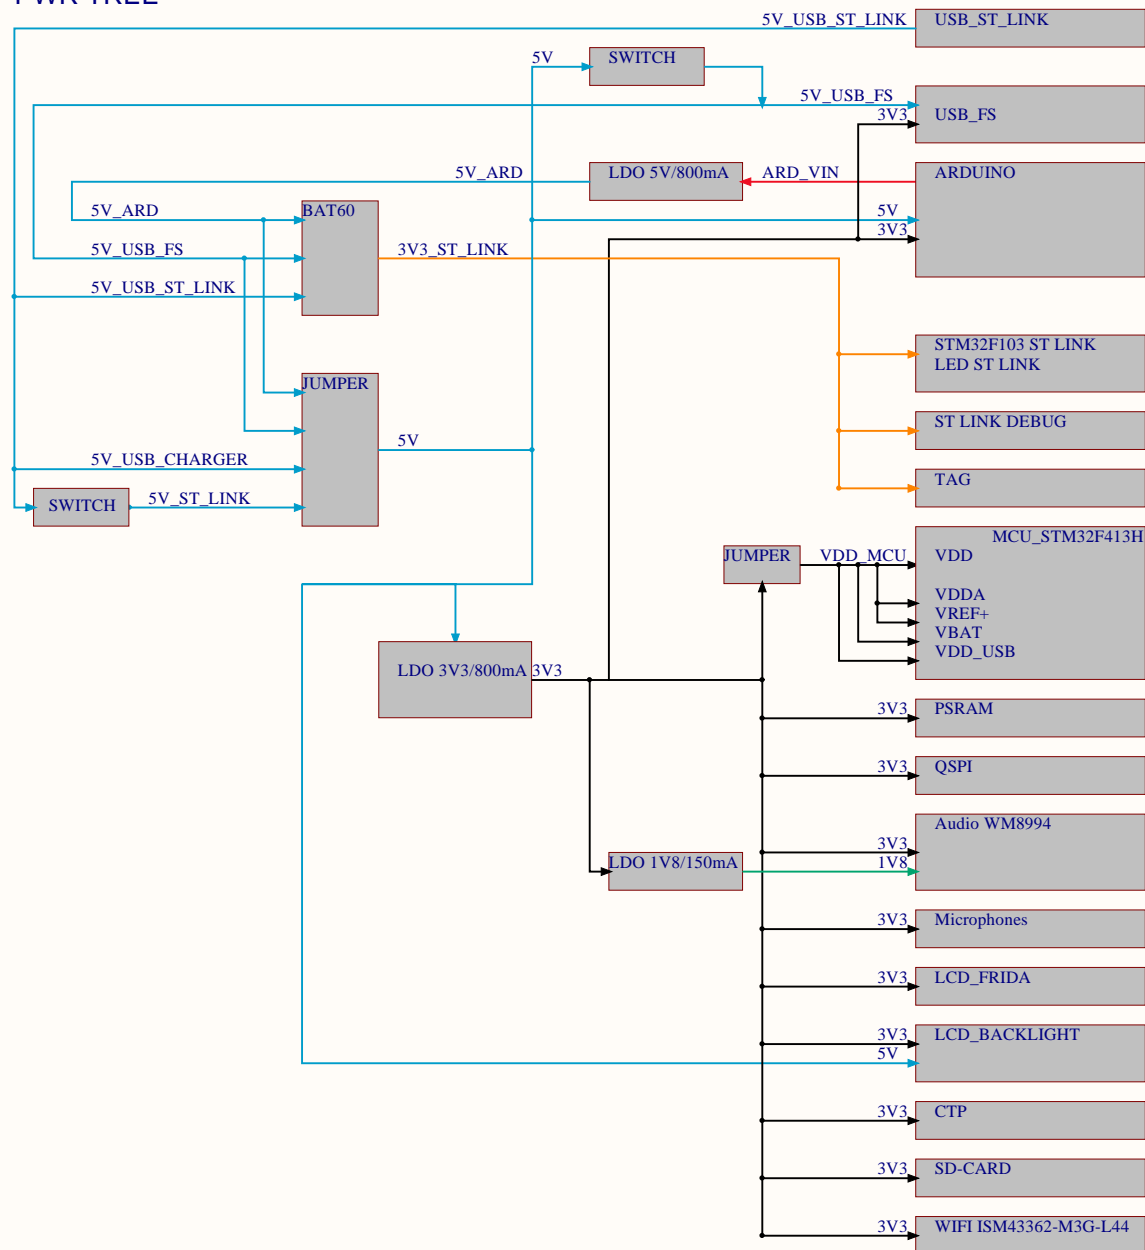 PWR TREE
5V_USB_ST_LINK
USB_ST_LINK
5V
SWITCH
5V_USB_FS
3V3
USB_FS
5V_ARD
LDO 5V/800mA
ARD_VIN
ARDUINO
5V
3V3
5V_ARD
BAT60
5V_USB_FS
3V3_ST_LINK
5V_USB_ST_LINK
STM32F103 ST LINK
LED ST LINK
JUMPER
ST LINK DEBUG
5V
5V_USB_CHARGER
TAG
SWITCH
5V_ST_LINK
JUMPER
VDD_MCU
MCU_STM32F413H
VDD
VDDA
VREF+
VBAT
VDD_USB
LDO 3V3/800mA
3V3
3V3
PSRAM
3V3
QSPI
Audio WM8994
3V3
LDO 1V8/150mA
1V8
3V3
Microphones
3V3
LCD_FRIDA
3V3
LCD_BACKLIGHT
5V
3V3
CTP
3V3
SD-CARD
3V3
WIFI ISM43362-M3G-L44